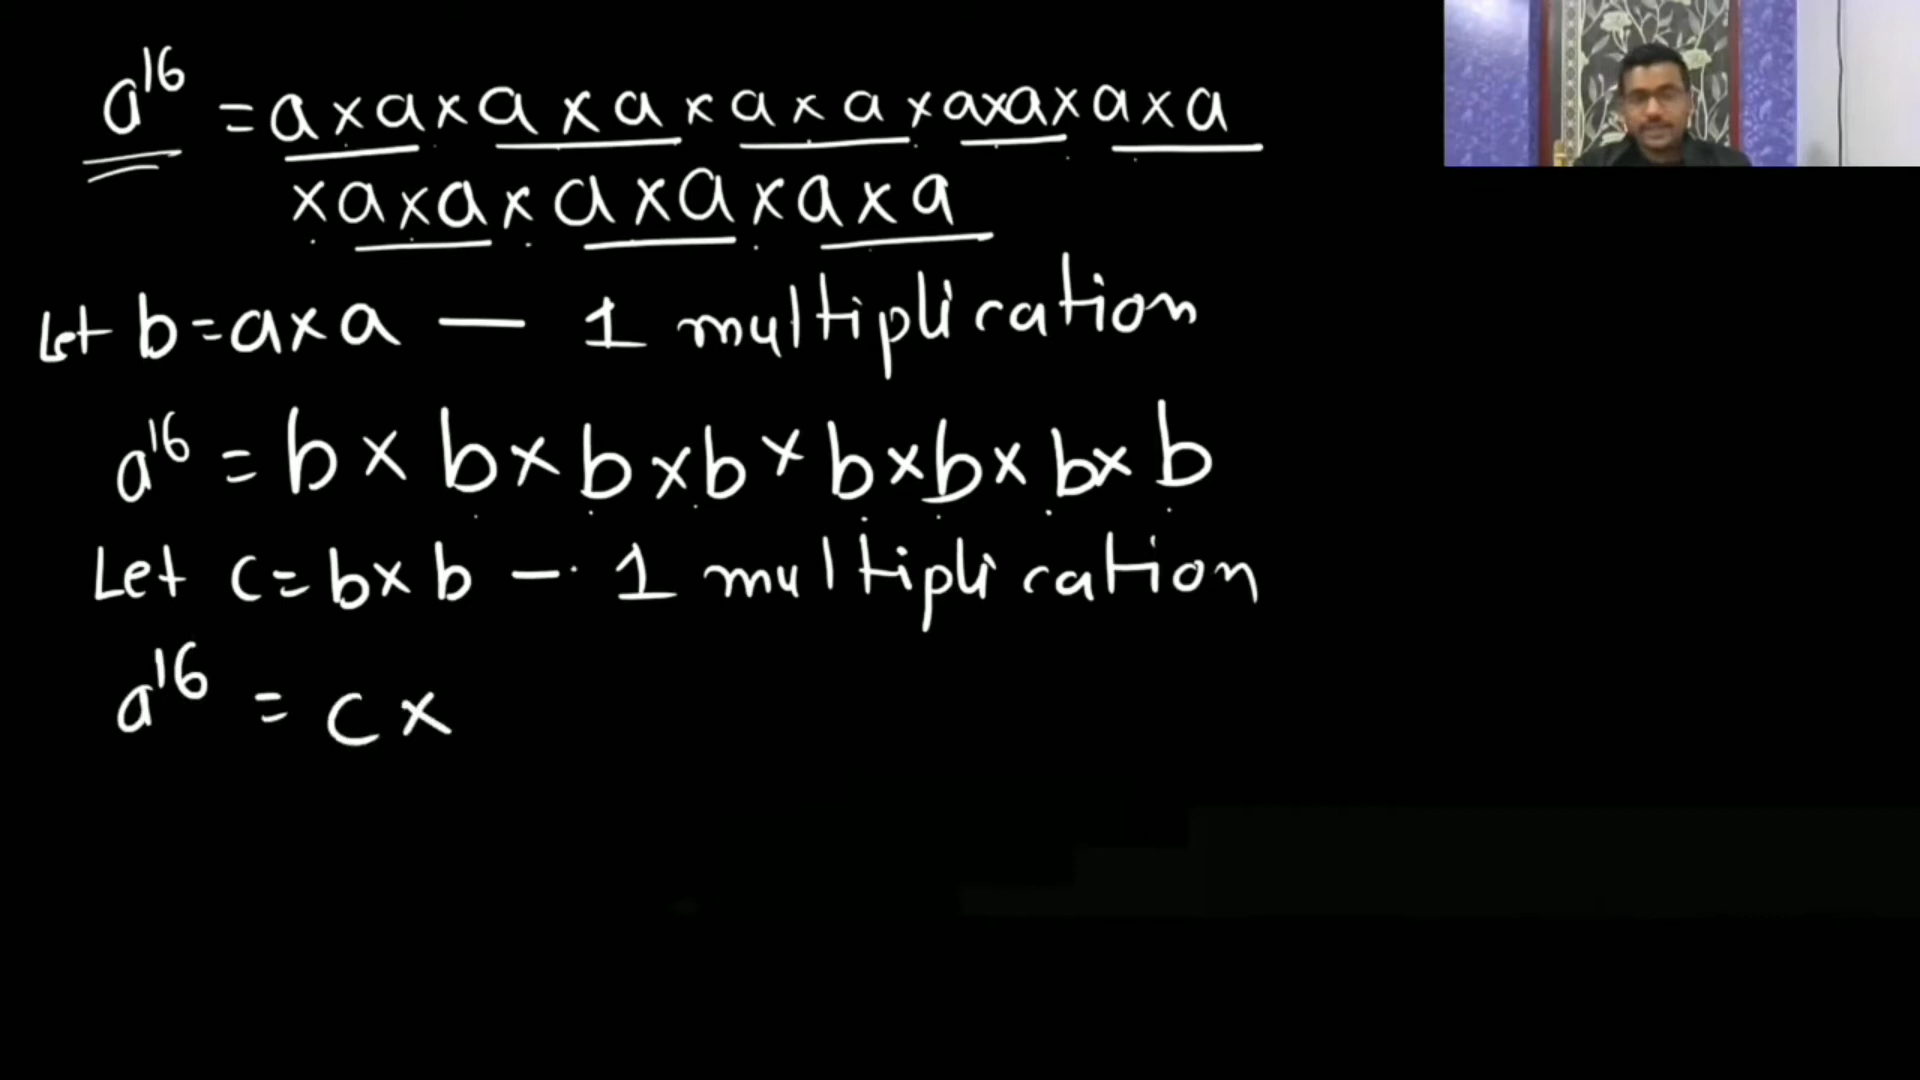 a¹⁶ = a × a × a × a × a × a × a × a × a × a
× a × a × a × a × a × a
Let b = a × a — 1 multiplication
a¹⁶ = b × b × b × b × b × b × b × b
Let c = b × b — 1 multiplication
a¹⁶ = c ×